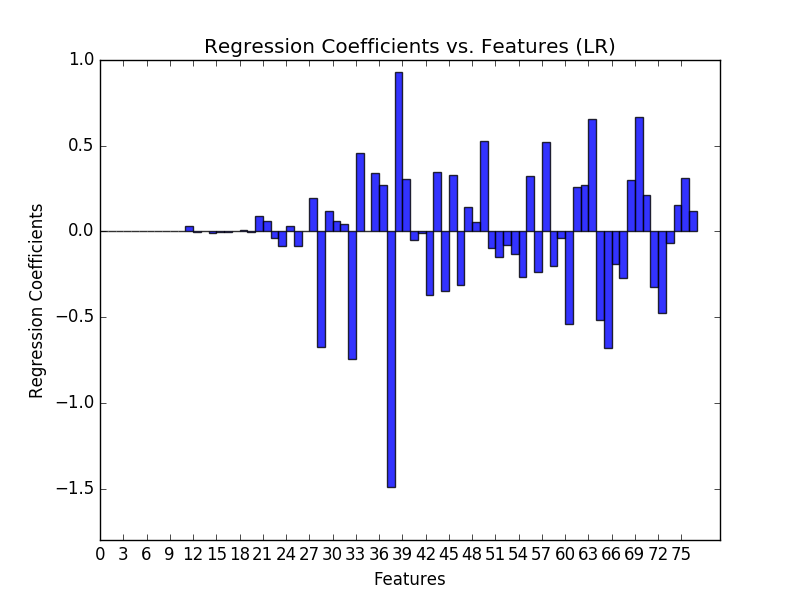 Regression Coefficients vs. Features (LR)
1.0
0.5
0.0
−0.5
−1.0
−1.5
Regression Coefficients
0 3 6 9 12 15 18 21 24 27 30 33 36 39 42 45 48 51 54 57 60 63 66 69 72 75
Features